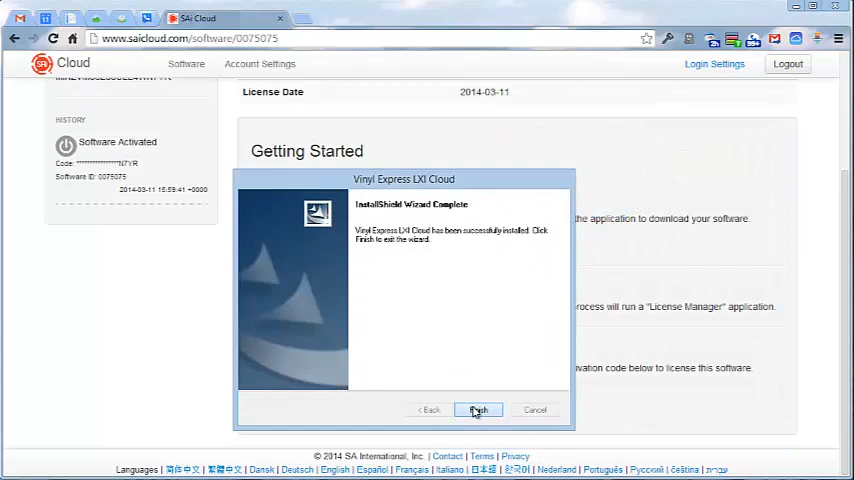 SAi Cloud
www.saicloud.com/software/0075075
SAi Cloud Software Account Settings Login Settings Logout
License Date 2014-03-11
HISTORY
Software Activated
Code: ****************N7YR
Software ID: 0075075
2014-03-11 15:59:41 +0000
Getting Started
Vinyl Express LXI Cloud
InstallShield Wizard Complete
Vinyl Express LXI Cloud has been successfully installed. Click
Finish to exit the wizard.
the application to download your software.
process will run a "License Manager" application.
ivation code below to license this software.
< Back Finish Cancel
© 2014 SA International, Inc. | Contact | Terms | Privacy
Languages | 简体中文 | 繁體中文 | Dansk | Deutsch | English | Español | Français | Italiano | 日本語 | 한국어 | Nederland | Português | Русский | čeština | עברית